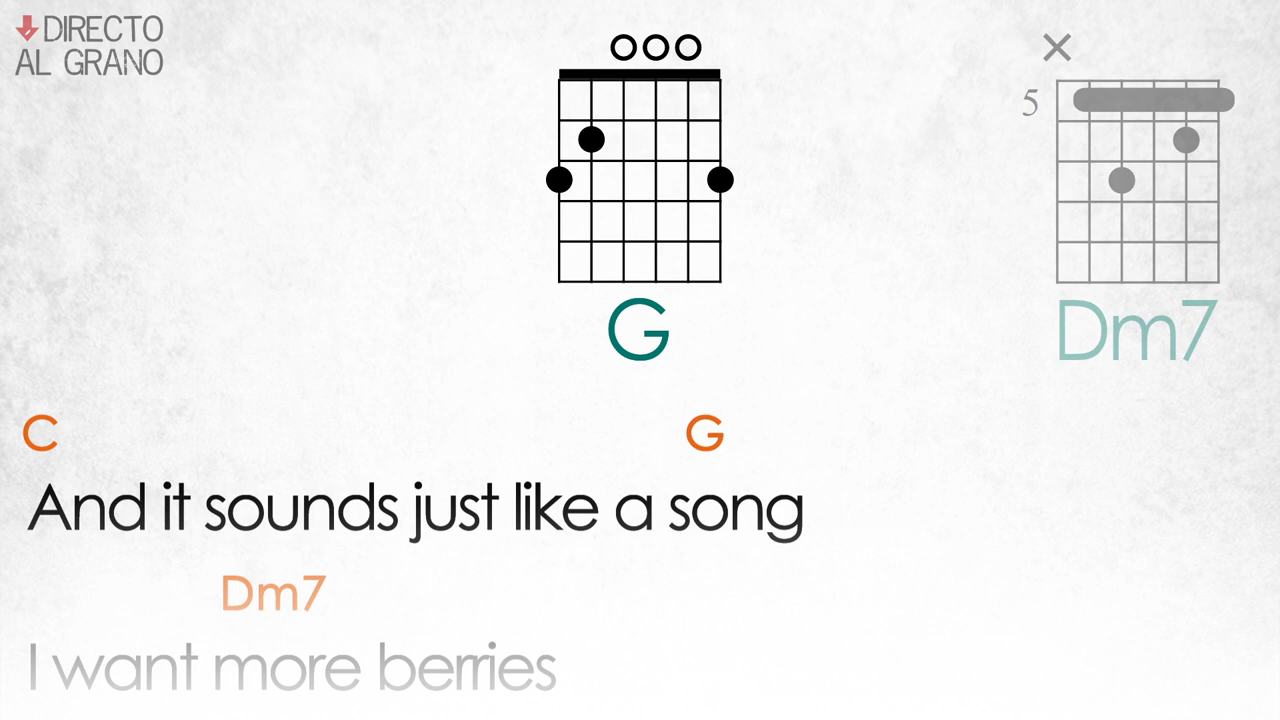 DIRECTO
AL GRANO
5
G
Dm7
C G
And it sounds just like a song
Dm7
I want more berries